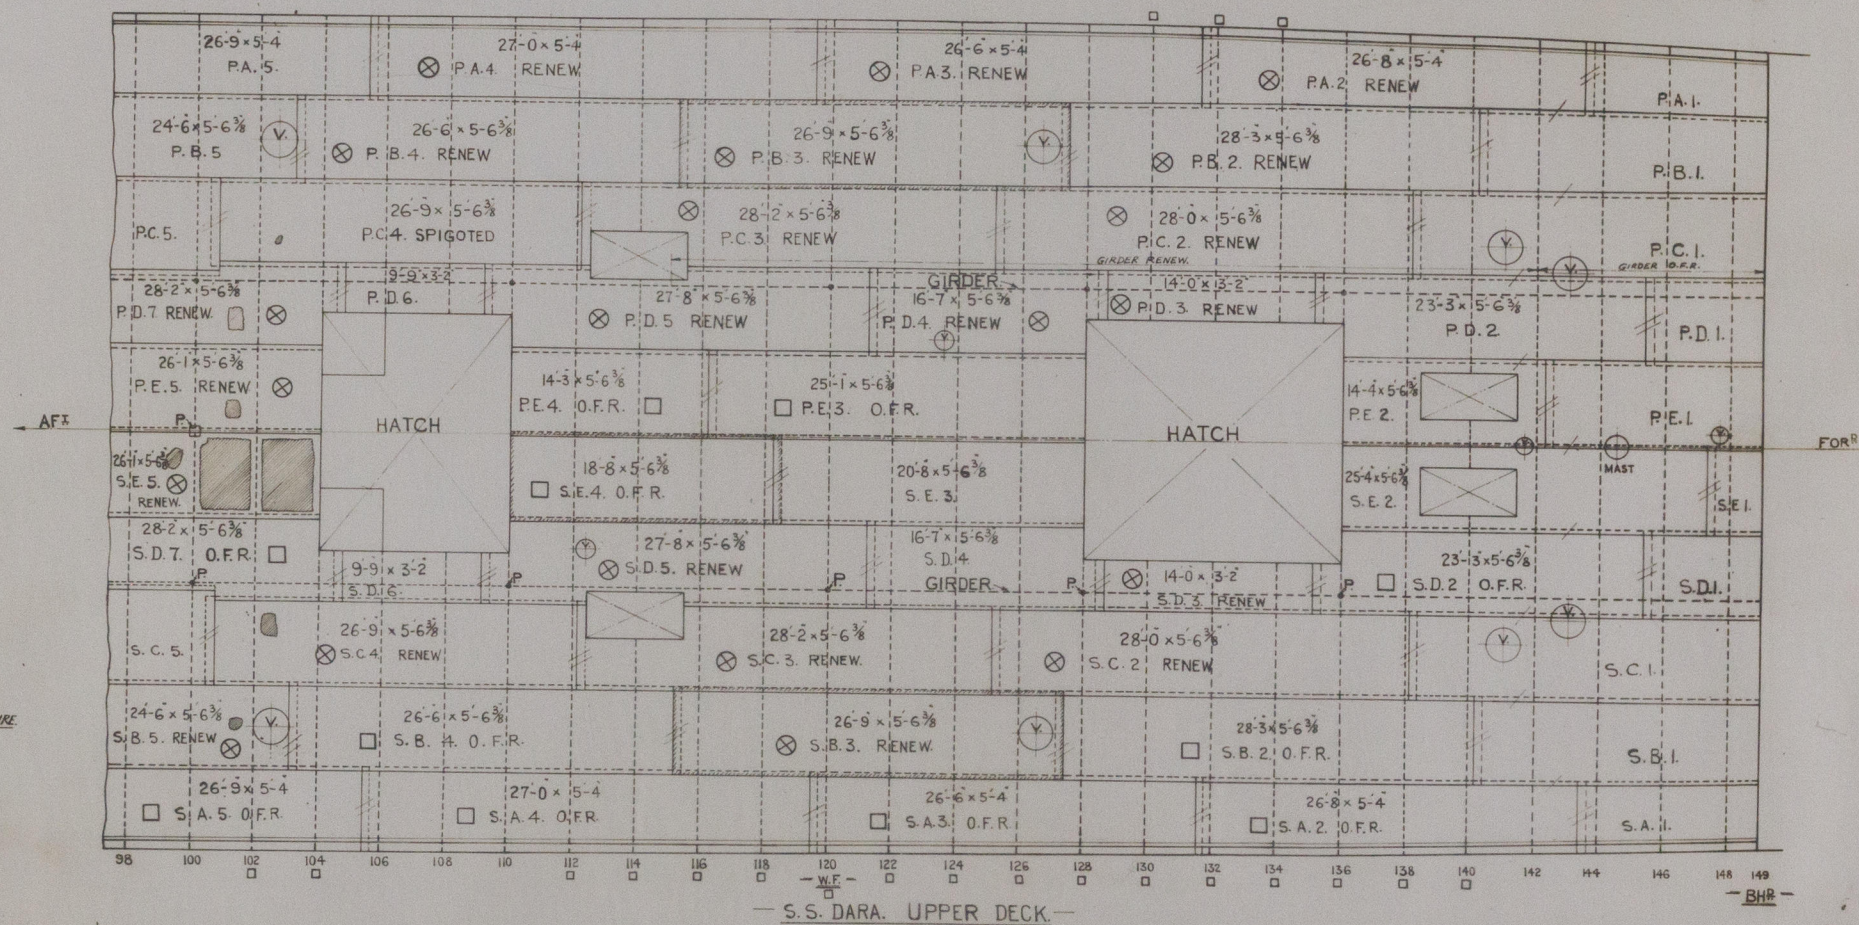 26'-9" × 5'-4"
P.A. 5.
27'-0" × 5'-4"
P.A.4. RENEW
26'-6" × 5'-4"
P.A.3. RENEW
26'-8" × 5'-4"
P.A.2 RENEW
P.A.1.
24'-6" × 5'-6⅜"
P.B.5
26'-6" × 5'-6⅜"
P.B.4. RENEW
26'-9" × 5'-6⅜"
P.B.3. RENEW
28'-3" × 5'-6⅜"
P.B.2. RENEW
P.B.1.
V.
V.
P.C.5.
26'-9" × 5'-6⅜"
P.C.4. SPIGOTED
28'-2" × 5'-6⅜"
P.C.3. RENEW
28'-0" × 5'-6⅜"
P.C.2. RENEW
GIRDER RENEW.
V.
V.
P.C.1.
GIRDER O.F.R.
28'-2" × 5'-6⅜"
P.D.7 RENEW.
9'-9" × 3'-2"
P.D.6.
27'-8" × 5'-6⅜"
P.D.5 RENEW
GIRDER
16'-7" × 5'-6⅜"
P.D.4. RENEW
V.
14'-0" × 3'-2"
P.D.3. RENEW
23'-3" × 5'-6⅜"
P.D.2.
P.D.1.
26'-1" × 5'-6⅜"
P.E.5. RENEW
HATCH
14'-3" × 5'-6⅜"
P.E.4. O.F.R.
25'-1" × 5'-6⅜"
P.E.3. O.F.R.
HATCH
14'-4" × 5'-6⅜"
P.E 2.
P.E.1.
AFT
P.
V
MAST
V
FORD
26'-1" × 5'-6⅜"
S.E.5.
RENEW.
18'-8" × 5'-6⅜"
S.E.4. O.F.R.
20'-8" × 5'-6⅜"
S.E.3.
25'-4" × 5'-6⅜"
S.E.2.
S.E.1.
28'-2" × 5'-6⅜"
S.D.7. O.F.R.
P
9'-9" × 3'-2"
S.D.6.
P
V
27'-8" × 5'-6⅜"
S.D.5. RENEW
P
16'-7" × 5'-6⅜"
S.D.4
GIRDER
P.
14'-0" × 3'-2"
S.D.3. RENEW
P
23'-3" × 5'-6⅜"
S.D.2 O.F.R.
S.D.1.
S.C.5.
26'-9" × 5'-6⅜"
S.C.4. RENEW
28'-2" × 5'-6⅜"
S.C.3. RENEW.
28'-0" × 5'-6⅜"
S.C.2 RENEW
V.
V.
S.C.1.
24'-6" × 5'-6⅜"
S.B.5. RENEW
V.
26'-6" × 5'-6⅜"
S.B.4. O.F.R.
26'-9" × 5'-6⅜"
S.B.3. RENEW.
V.
28'-3" × 5'-6⅜"
S.B.2. O.F.R.
S.B.1.
26'-9" × 5'-4"
S.A.5. O.F.R.
27'-0" × 5'-4"
S.A.4. O.F.R.
26'-6" × 5'-4"
S.A.3. O.F.R.
26'-8" × 5'-4"
S.A.2. O.F.R.
S.A.1.
98 100 102 104 106 108 110 112 114 116 118 120 122 124 126 128 130 132 134 136 138 140 142 144 146 148 149
— W.F. —
— BHD —
— S.S. DARA. UPPER DECK. —